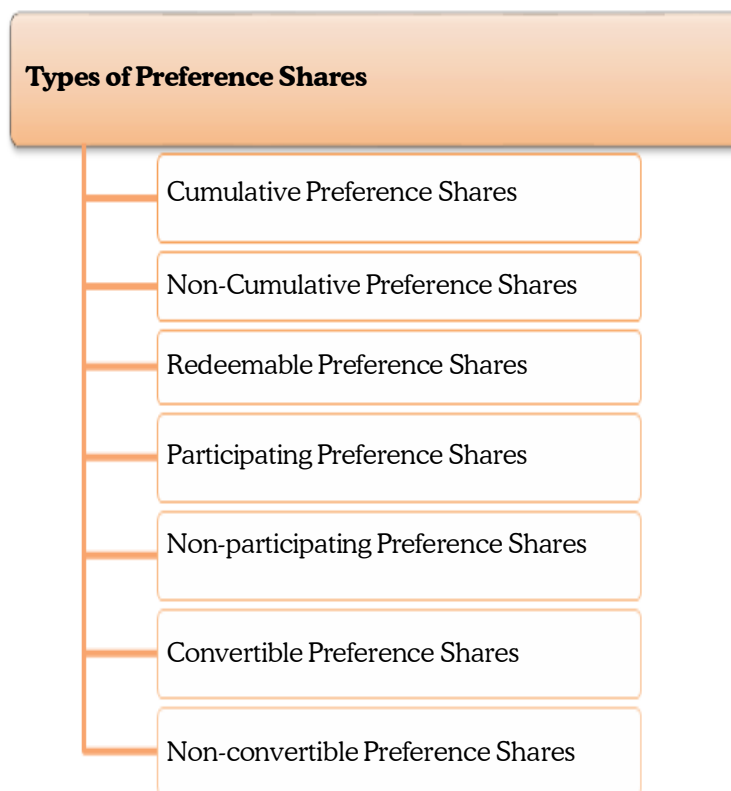 Types of Preference Shares
Cumulative Preference Shares
Non-Cumulative Preference Shares
Redeemable Preference Shares
Participating Preference Shares
Non-participating Preference Shares
Convertible Preference Shares
Non-convertible Preference Shares